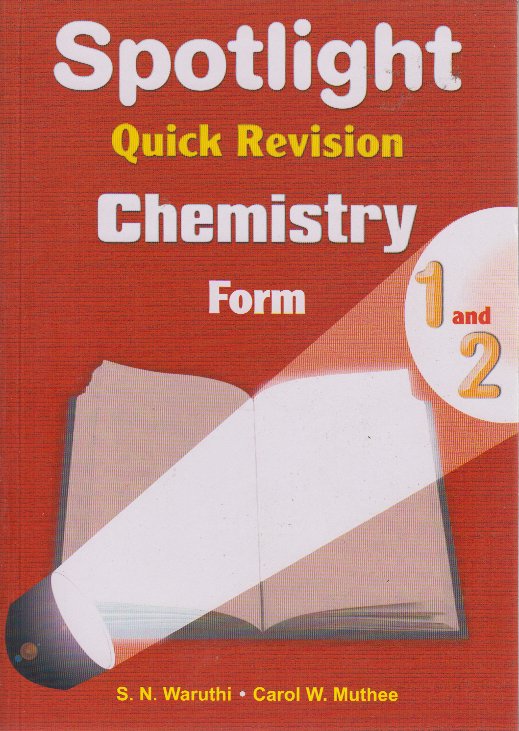 Spotlight
Quick Revision
Chemistry
Form
1 and
2
S. N. Waruthi • Carol W. Muthee